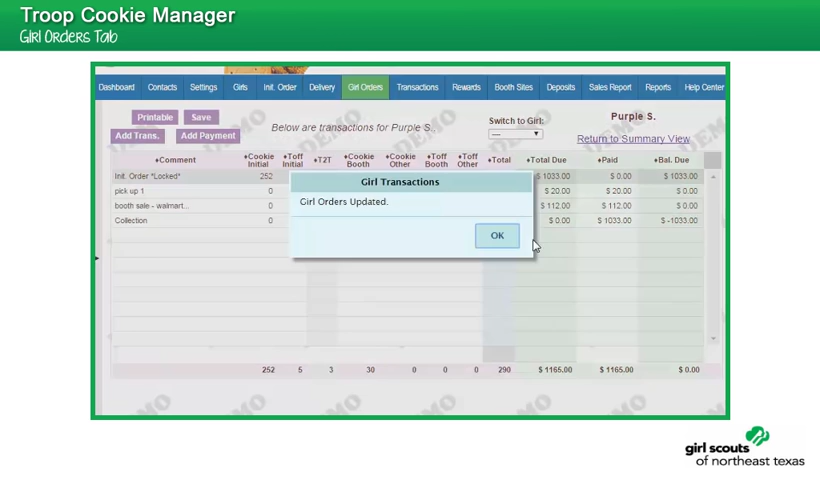 Troop Cookie Manager
Girl Orders Tab
Dashboard Contacts Settings Girls Init. Order Delivery Girl Orders Transactions Rewards Booth Sites Deposits Sales Report Reports Help Center
Printable Save
Add Trans. Add Payment
Below are transactions for Purple S..
Switch to Girl:
---
Purple S.
Return to Summary View
Comment Cookie Initial Toff Initial T2T Cookie Booth Cookie Other Toff Booth Toff Other Total Total Due Paid Bal. Due
Init. Order *Locked* 252 $ 1033.00 $ 0.00 $ 1033.00
pick up 1 0 $ 20.00 $ 20.00 $ 0.00
booth sale - walmart... 0 $ 112.00 $ 112.00 $ 0.00
Collection 0 $ 0.00 $ 1033.00 $ -1033.00
Girl Transactions
Girl Orders Updated.
OK
252 5 3 30 0 0 0 290 $ 1165.00 $ 1165.00 $ 0.00
DEMO
girl scouts
of northeast texas